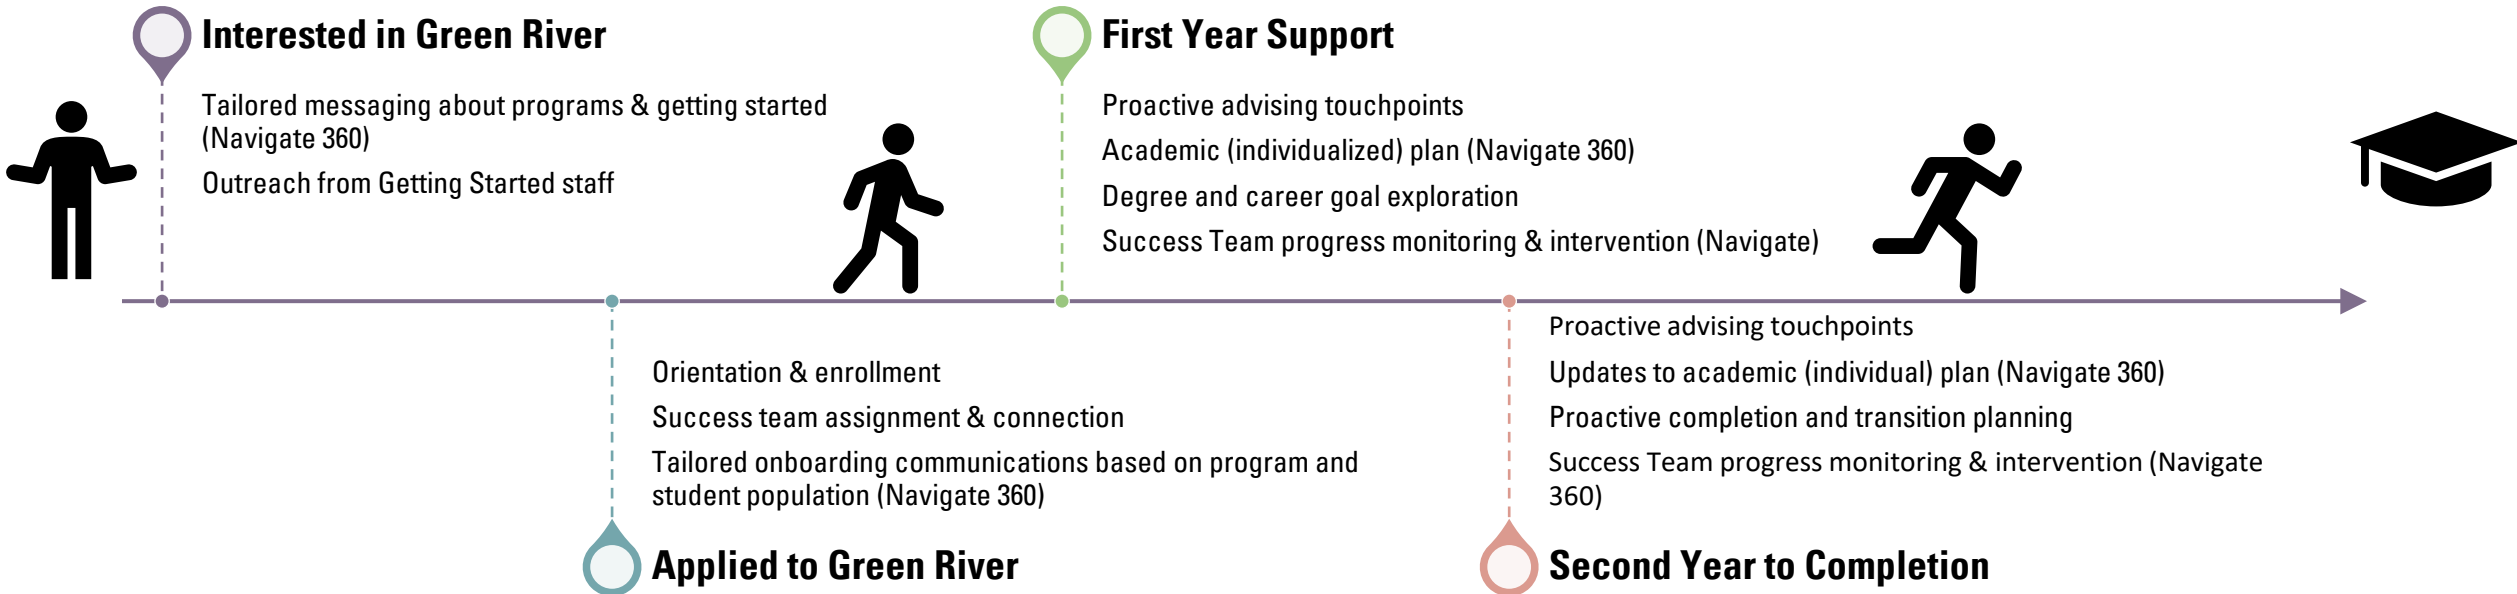 Interested in Green River
Tailored messaging about programs & getting started
(Navigate 360)
Outreach from Getting Started staff
First Year Support
Proactive advising touchpoints
Academic (individualized) plan (Navigate 360)
Degree and career goal exploration
Success Team progress monitoring & intervention (Navigate)
Orientation & enrollment
Success team assignment & connection
Tailored onboarding communications based on program and
student population (Navigate 360)
Applied to Green River
Proactive advising touchpoints
Updates to academic (individual) plan (Navigate 360)
Proactive completion and transition planning
Success Team progress monitoring & intervention (Navigate
360)
Second Year to Completion